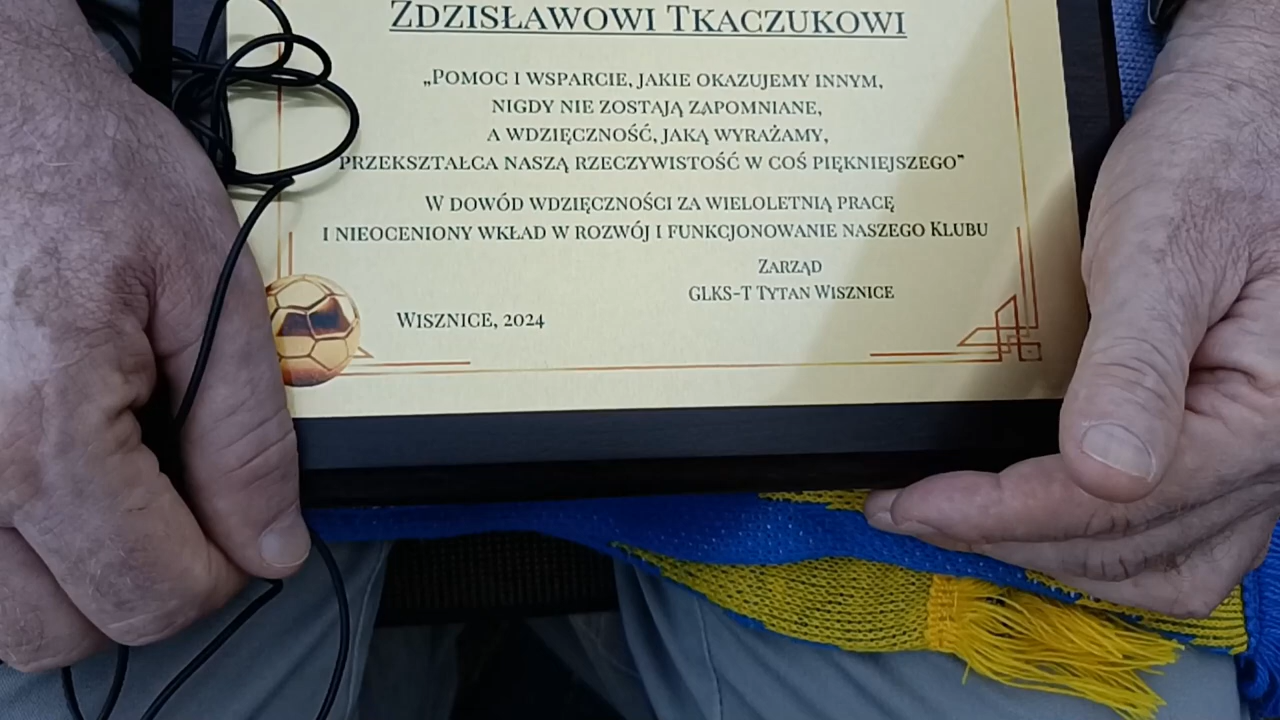 Zdzisławowi Tkaczukowi
„Pomoc i wsparcie, jakie okazujemy innym,
nigdy nie zostają zapomniane,
a wdzięczność, jaką wyrażamy,
przekształca naszą rzeczywistość w coś piękniejszego”
W dowód wdzięczności za wieloletnią pracę
i nieoceniony wkład w rozwój i funkcjonowanie naszego Klubu
Zarząd
GLKS-T Tytan Wisznice
Wisznice, 2024